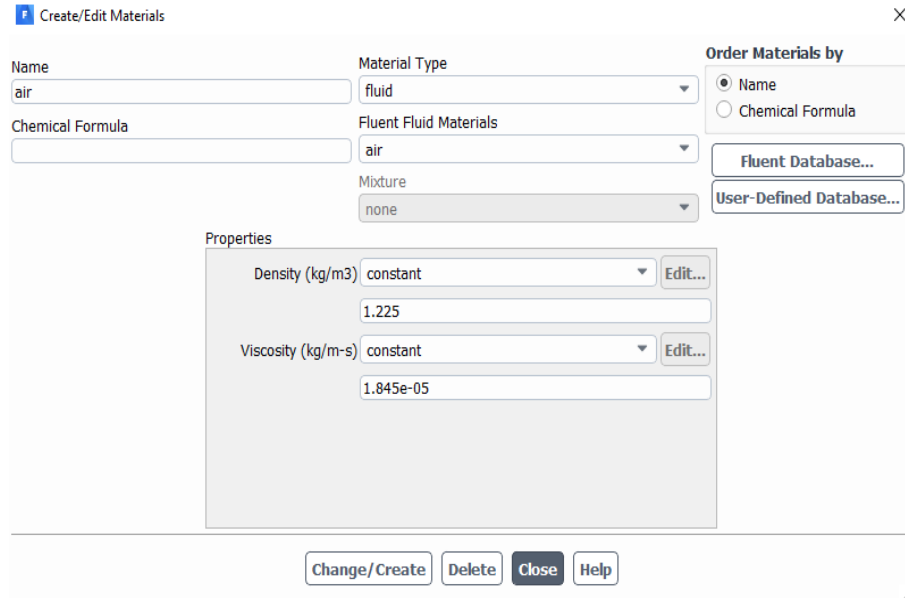 F Create/Edit Materials
Name
air
Chemical Formula
Material Type
fluid
Fluent Fluid Materials
air
Mixture
none
Order Materials by
Name
Chemical Formula
Fluent Database...
User-Defined Database...
Properties
Density (kg/m3) constant Edit...
1.225
Viscosity (kg/m-s) constant Edit...
1.845e-05
Change/Create Delete Close Help